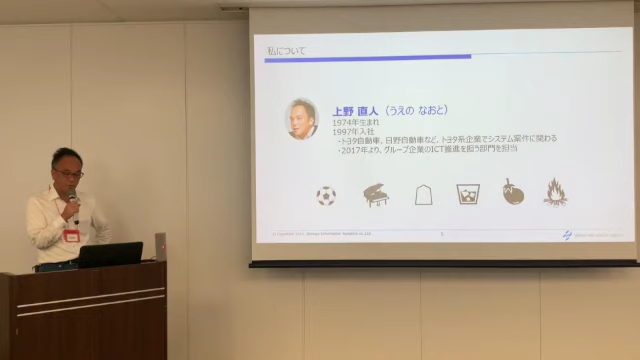 私について
上野 直人（うえの なおと）
1974年生まれ
1997年入社
・トヨタ自動車，日野自動車など、トヨタ系企業でシステム案件に関わる
・2017年より、グループ企業のICT推進を担う部門を担当